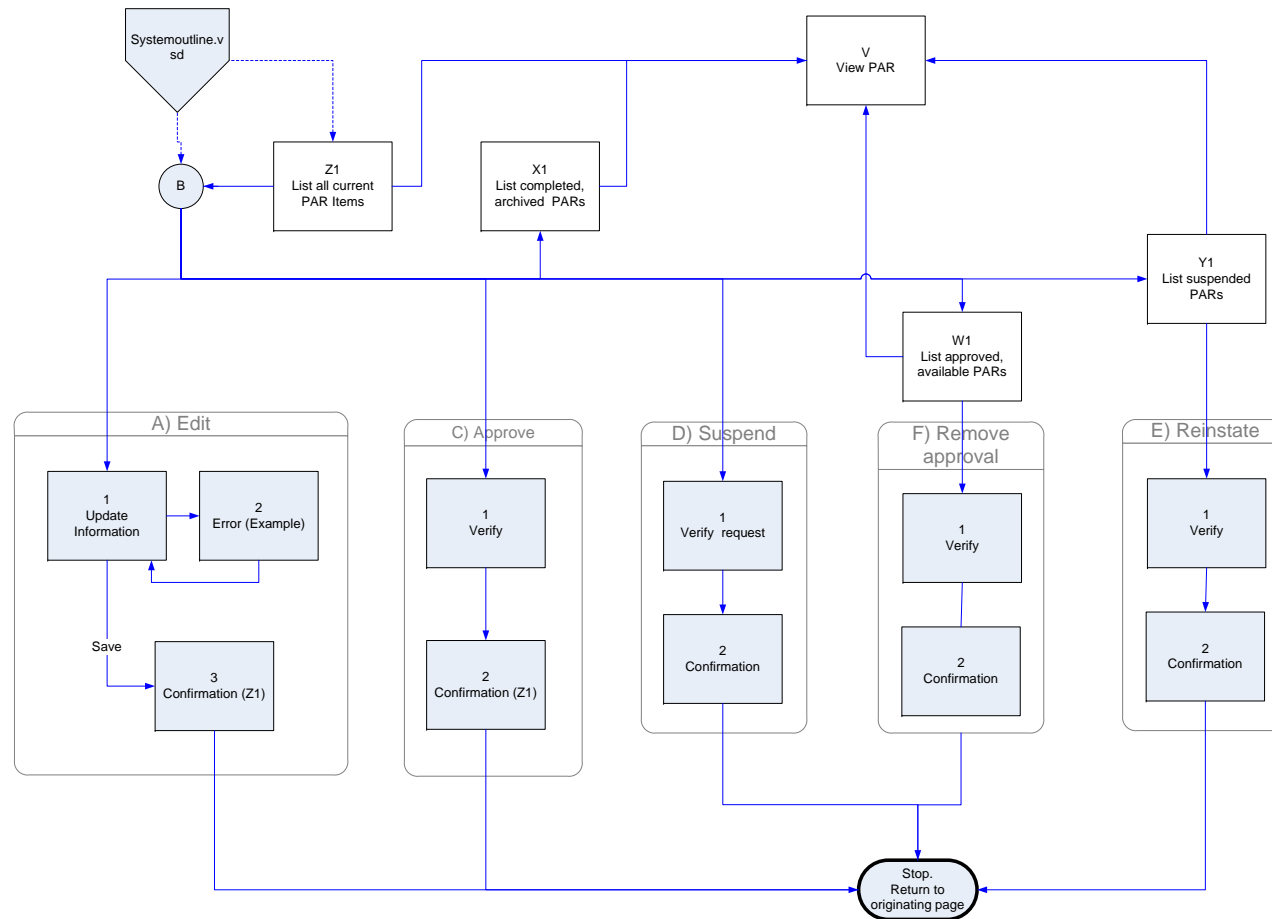 Systemoutline.v
sd
V
View PAR
Z1
List all current
PAR Items
X1
List completed,
archived PARs
B
Y1
List suspended
PARs
W1
List approved,
available PARs
A) Edit
C) Approve
D) Suspend
F) Remove
approval
E) Reinstate
1
Update
Information
2
Error (Example)
1
Verify
1
Verify request
1
Verify
1
Verify
Save
3
Confirmation (Z1)
2
Confirmation (Z1)
2
Confirmation
2
Confirmation
2
Confirmation
Stop.
Return to
originating page